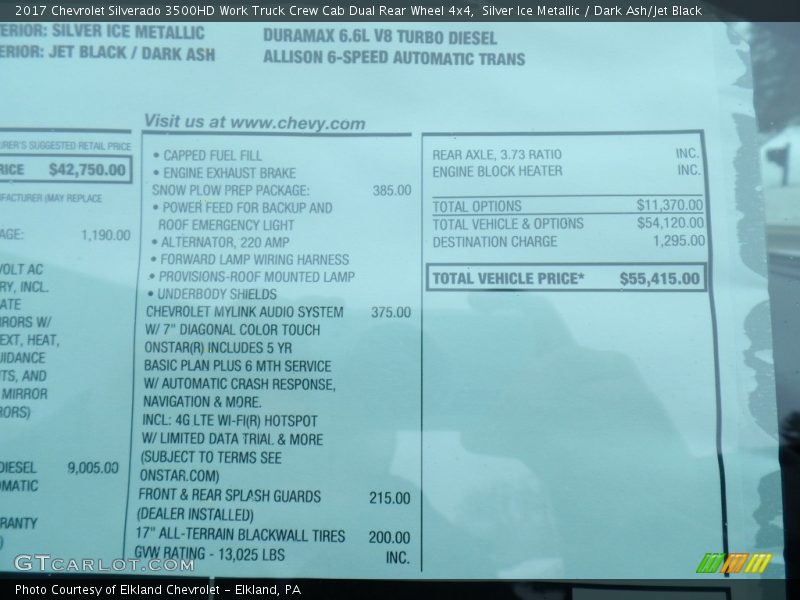 2017 Chevrolet Silverado 3500HD Work Truck Crew Cab Dual Rear Wheel 4x4, Silver Ice Metallic / Dark Ash/Jet Black
TERIOR: SILVER ICE METALLIC
ERIOR: JET BLACK / DARK ASH
DURAMAX 6.6L V8 TURBO DIESEL
ALLISON 6-SPEED AUTOMATIC TRANS
URER'S SUGGESTED RETAIL PRICE
RICE $42,750.00
UFACTURER (MAY REPLACE
AGE: 1,190.00
VOLT AC
RY, INCL.
ATE
RRORS W/
EXT, HEAT,
UIDANCE
TS, AND
MIRROR
RORS)
DIESEL 9,005.00
OMATIC
RANTY
)
Visit us at www.chevy.com
• CAPPED FUEL FILL
• ENGINE EXHAUST BRAKE
SNOW PLOW PREP PACKAGE: 385.00
• POWER FEED FOR BACKUP AND
ROOF EMERGENCY LIGHT
• ALTERNATOR, 220 AMP
• FORWARD LAMP WIRING HARNESS
• PROVISIONS-ROOF MOUNTED LAMP
• UNDERBODY SHIELDS
CHEVROLET MYLINK AUDIO SYSTEM 375.00
W/ 7" DIAGONAL COLOR TOUCH
ONSTAR(R) INCLUDES 5 YR
BASIC PLAN PLUS 6 MTH SERVICE
W/ AUTOMATIC CRASH RESPONSE,
NAVIGATION & MORE.
INCL: 4G LTE WI-FI(R) HOTSPOT
W/ LIMITED DATA TRIAL & MORE
(SUBJECT TO TERMS SEE
ONSTAR.COM)
FRONT & REAR SPLASH GUARDS 215.00
(DEALER INSTALLED)
17" ALL-TERRAIN BLACKWALL TIRES 200.00
GVW RATING - 13,025 LBS INC.
REAR AXLE, 3.73 RATIO INC.
ENGINE BLOCK HEATER INC.
TOTAL OPTIONS $11,370.00
TOTAL VEHICLE & OPTIONS $54,120.00
DESTINATION CHARGE 1,295.00
TOTAL VEHICLE PRICE* $55,415.00
GTCARLOT.COM
Photo Courtesy of Elkland Chevrolet - Elkland, PA